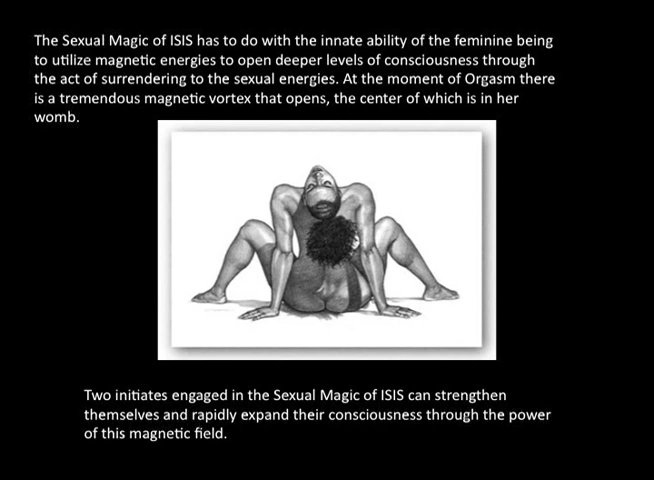 The Sexual Magic of ISIS has to do with the innate ability of the feminine being
to utilize magnetic energies to open deeper levels of consciousness through
the act of surrendering to the sexual energies. At the moment of Orgasm there
is a tremendous magnetic vortex that opens, the center of which is in her
womb.
Two initiates engaged in the Sexual Magic of ISIS can strengthen
themselves and rapidly expand their consciousness through the power
of this magnetic field.